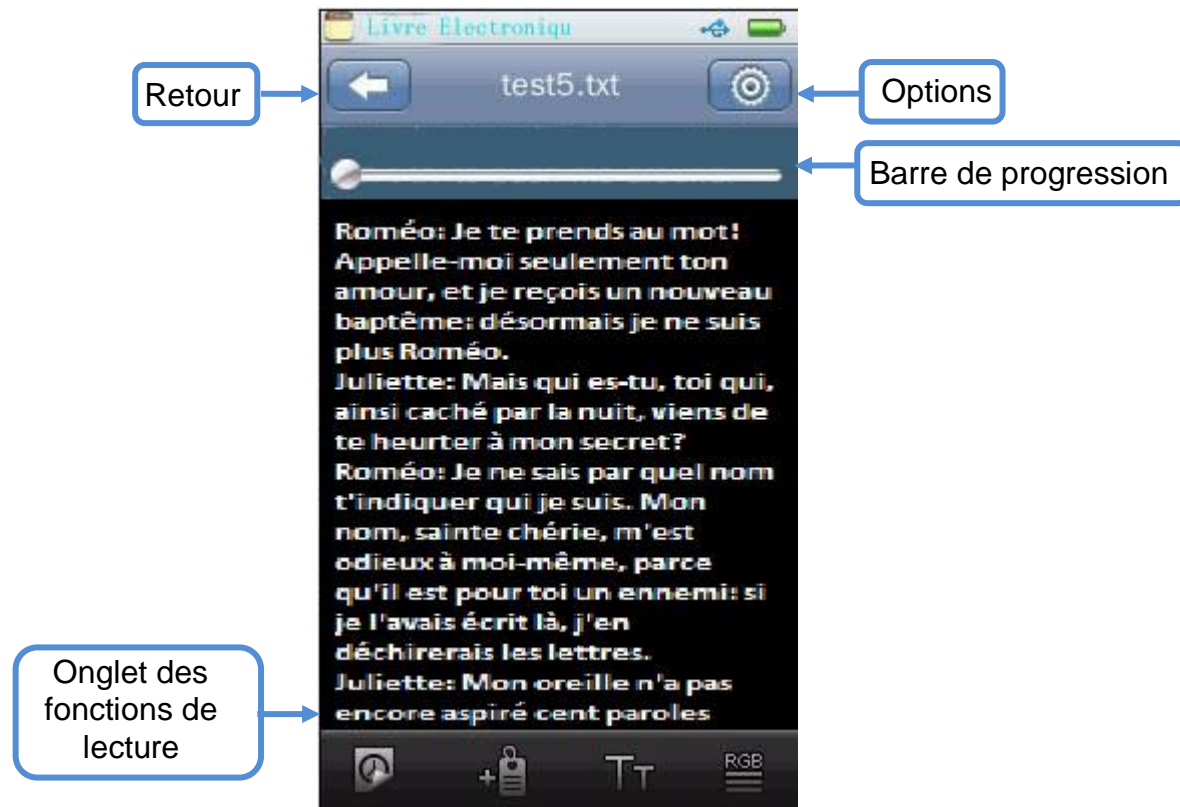 Livre Electroniqu
Retour
test5.txt
Options
Barre de progression
Roméo: Je te prends au mot!
Appelle-moi seulement ton
amour, et je reçois un nouveau
baptême: désormais je ne suis
plus Roméo.
Juliette: Mais qui es-tu, toi qui,
ainsi caché par la nuit, viens de
te heurter à mon secret?
Roméo: Je ne sais par quel nom
t'indiquer qui je suis. Mon
nom, sainte chérie, m'est
odieux à moi-même, parce
qu'il est pour toi un ennemi: si
je l'avais écrit là, j'en
déchirerais les lettres.
Juliette: Mon oreille n'a pas
encore aspiré cent paroles
Onglet des
fonctions de
lecture
TT
RGB